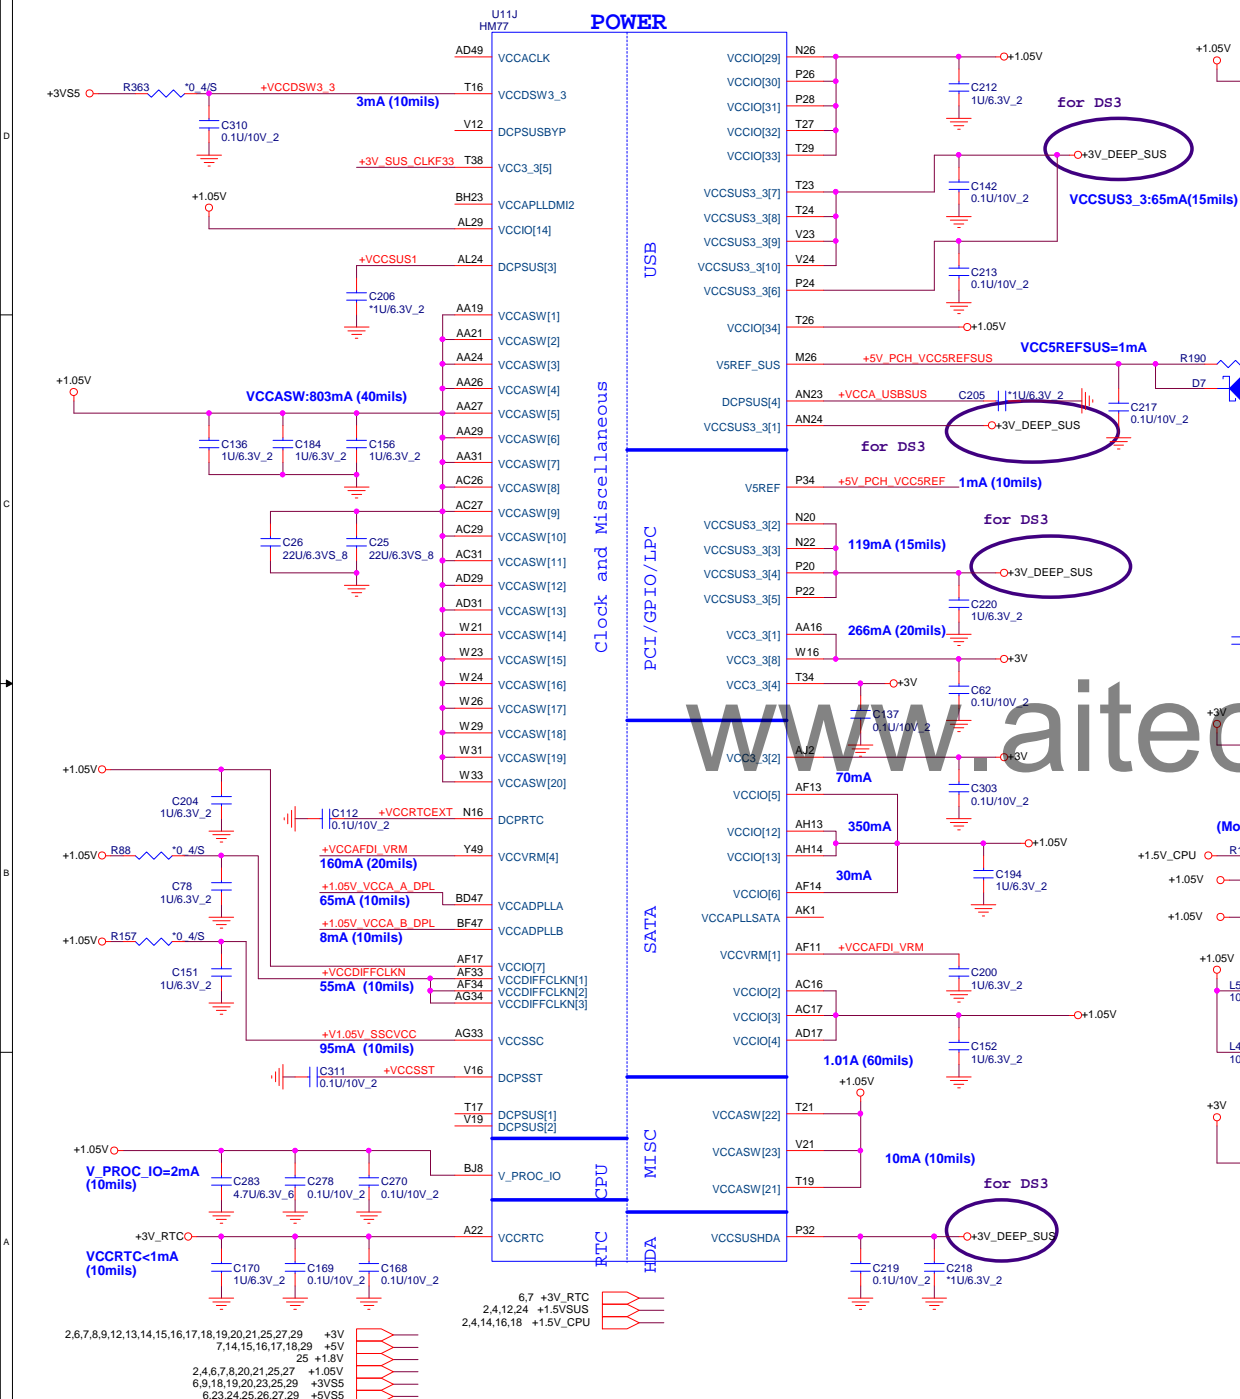 U11J
HM77
POWER
AD49
VCCACLK
+3VS5
R363
*0_4/S
+VCCDSW3_3
3mA (10mils)
T16
VCCDSW3_3
C310
0.1U/10V_2
V12
DCPSUSBYP
+3V_SUS_CLKF33
T38
VCC3_3[5]
BH23
VCCAPLLDMI2
+1.05V
AL29
VCCIO[14]
+VCCSUS1
AL24
DCPSUS[3]
C206
*1U/6.3V_2
AA19
VCCASW[1]
AA21
VCCASW[2]
AA24
VCCASW[3]
AA26
VCCASW[4]
+1.05V
VCCASW:803mA (40mils)
AA27
VCCASW[5]
AA29
VCCASW[6]
C136
1U/6.3V_2
C184
1U/6.3V_2
C156
1U/6.3V_2
AA31
VCCASW[7]
AC26
VCCASW[8]
AC27
VCCASW[9]
AC29
VCCASW[10]
C26
22U/6.3VS_8
C25
22U/6.3VS_8
AC31
VCCASW[11]
AD29
VCCASW[12]
AD31
VCCASW[13]
W21
VCCASW[14]
W23
VCCASW[15]
W24
VCCASW[16]
W26
VCCASW[17]
W29
VCCASW[18]
W31
VCCASW[19]
W33
VCCASW[20]
+1.05V
C204
1U/6.3V_2
C112
0.1U/10V_2
+VCCRTCEXT
N16
DCPRTC
+1.05V
R88
*0_4/S
+VCCAFDI_VRM
160mA (20mils)
Y49
VCCVRM[4]
C78
1U/6.3V_2
+1.05V_VCCA_A_DPL
65mA (10mils)
BD47
VCCADPLLA
+1.05V_VCCA_B_DPL
8mA (10mils)
BF47
VCCADPLLB
+1.05V
R157
*0_4/S
C151
1U/6.3V_2
AF17
VCCIO[7]
AF33
VCCDIFFCLKN[1]
AF34
VCCDIFFCLKN[2]
AG34
VCCDIFFCLKN[3]
+VCCDIFFCLKN
55mA (10mils)
+V1.05V_SSCVCC
95mA (10mils)
AG33
VCCSSC
C311
0.1U/10V_2
+VCCSST
V16
DCPSST
T17
DCPSUS[1]
V19
DCPSUS[2]
+1.05V
V_PROC_IO=2mA
(10mils)
C283
4.7U/6.3V_6
C278
0.1U/10V_2
C270
0.1U/10V_2
BJ8
V_PROC_IO
+3V_RTC
VCCRTC<1mA
(10mils)
C170
1U/6.3V_2
C169
0.1U/10V_2
C168
0.1U/10V_2
A22
VCCRTC
Clock and Miscellaneous
CPU
RTC
USB
PCI/GPIO/LPC
SATA
MISC
HDA
VCCIO[29]
N26
+1.05V
VCCIO[30]
P26
VCCIO[31]
P28
VCCIO[32]
T27
VCCIO[33]
T29
C212
1U/6.3V_2
for DS3
+3V_DEEP_SUS
VCCSUS3_3:65mA(15mils)
VCCSUS3_3[7]
T23
VCCSUS3_3[8]
T24
VCCSUS3_3[9]
V23
VCCSUS3_3[10]
V24
VCCSUS3_3[6]
P24
C142
0.1U/10V_2
C213
0.1U/10V_2
VCCIO[34]
T26
+1.05V
VCC5REFSUS=1mA
V5REF_SUS
M26
+5V_PCH_VCC5REFSUS
R190
D7
DCPSUS[4]
AN23
+VCCA_USBSUS
C205
*1U/6.3V_2
C217
0.1U/10V_2
VCCSUS3_3[1]
AN24
+3V_DEEP_SUS
for DS3
V5REF
P34
+5V_PCH_VCC5REF
1mA (10mils)
VCCSUS3_3[2]
N20
VCCSUS3_3[3]
N22
VCCSUS3_3[4]
P20
VCCSUS3_3[5]
P22
119mA (15mils)
for DS3
+3V_DEEP_SUS
C220
1U/6.3V_2
266mA (20mils)
VCC3_3[1]
AA16
VCC3_3[8]
W16
+3V
VCC3_3[4]
T34
+3V
C62
0.1U/10V_2
C137
0.1U/10V_2
www.aitec
VCC3_3[2]
AJ2
+3V
70mA
C303
0.1U/10V_2
VCCIO[5]
AF13
VCCIO[12]
AH13
350mA
VCCIO[13]
AH14
+1.05V
30mA
VCCIO[6]
AF14
C194
1U/6.3V_2
VCCAPLLSATA
AK1
VCCVRM[1]
AF11
+VCCAFDI_VRM
C200
1U/6.3V_2
VCCIO[2]
AC16
VCCIO[3]
AC17
+1.05V
VCCIO[4]
AD17
C152
1U/6.3V_2
1.01A (60mils)
+1.05V
VCCASW[22]
T21
VCCASW[23]
V21
VCCASW[21]
T19
10mA (10mils)
for DS3
VCCSUSHDA
P32
+3V_DEEP_SUS
C219
0.1U/10V_2
C218
*1U/6.3V_2
+1.05V
+3V
(Mo
+1.5V_CPU
R1
+1.05V
+1.05V
+1.05V
L5
10
L4
10
+3V
6,7 +3V_RTC
2,4,12,24 +1.5VSUS
2,4,14,16,18 +1.5V_CPU
2,6,7,8,9,12,13,14,15,16,17,18,19,20,21,25,27,29 +3V
7,14,15,16,17,18,29 +5V
25 +1.8V
2,4,6,7,8,20,21,25,27 +1.05V
6,9,18,19,20,23,25,29 +3VS5
6,23,24,25,26,27,29 +5VS5
D
C
B
A